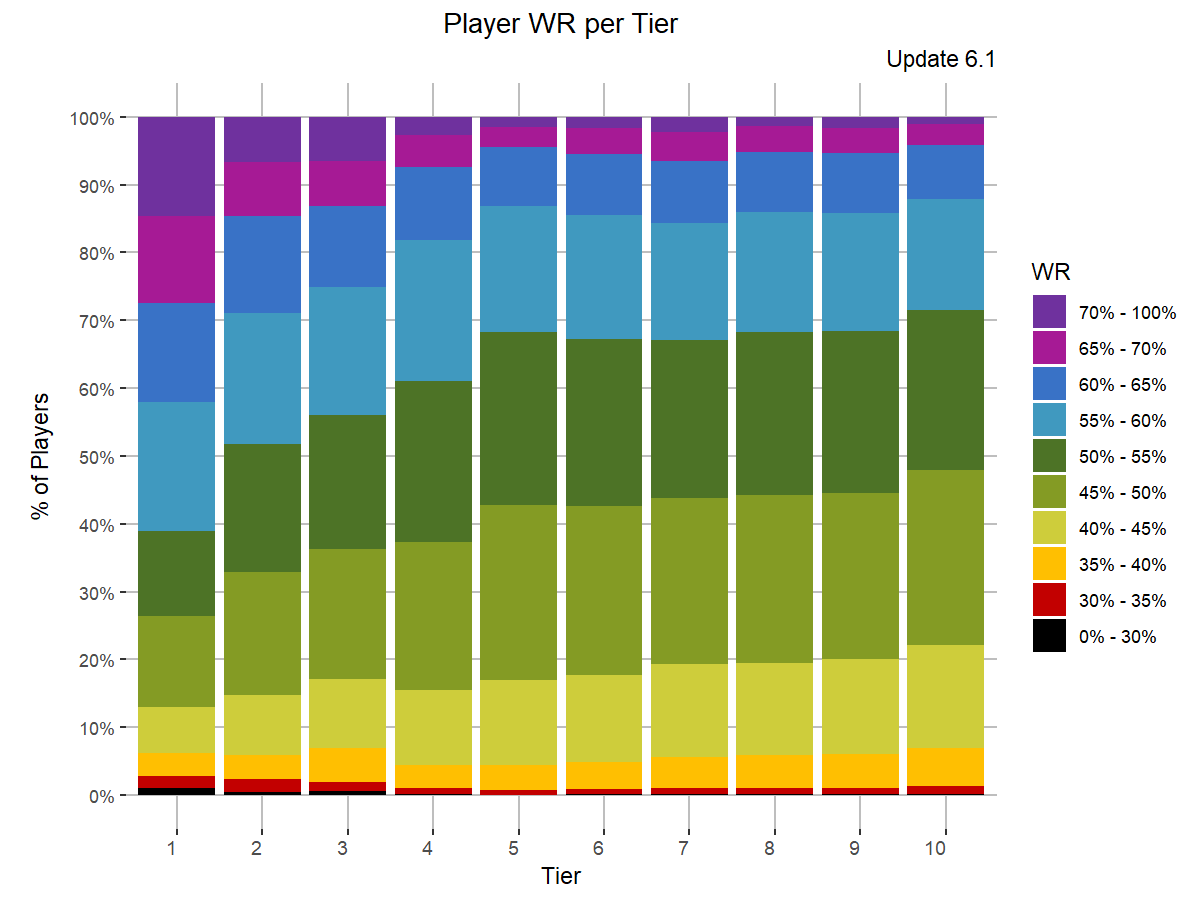 Player WR per Tier
Update 6.1
% of Players
100%
90%
80%
70%
60%
50%
40%
30%
20%
10%
0%
1 2 3 4 5 6 7 8 9 10
Tier
WR
70% - 100%
65% - 70%
60% - 65%
55% - 60%
50% - 55%
45% - 50%
40% - 45%
35% - 40%
30% - 35%
0% - 30%